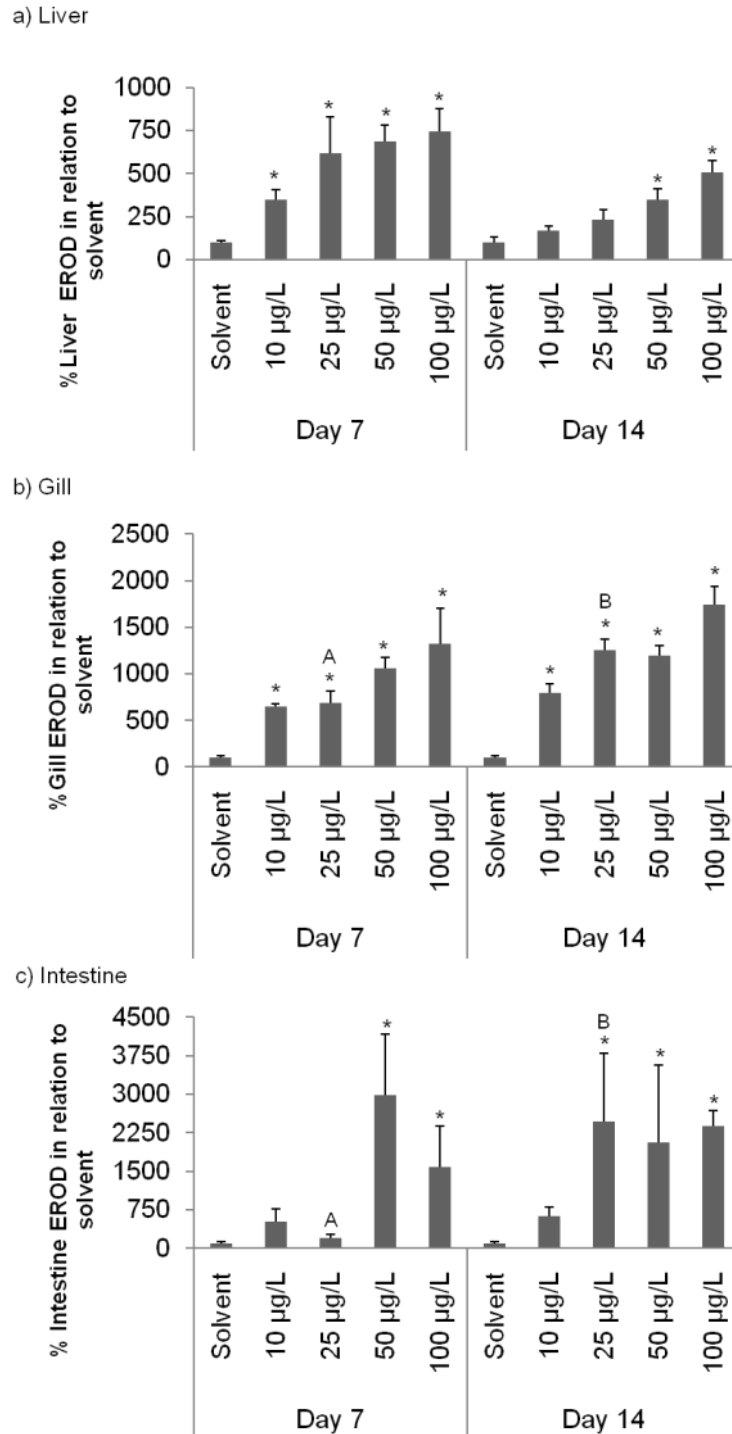 a) Liver
% Liver EROD in relation to
solvent
1000
750
500
250
0
*
*
*
*
*
*
Solvent
10 µg/L
25 µg/L
50 µg/L
100 µg/L
Solvent
10 µg/L
25 µg/L
50 µg/L
100 µg/L
Day 7
Day 14
b) Gill
% Gill EROD in relation to
solvent
2500
2000
1500
1000
500
0
*
A
*
*
*
*
B
*
*
*
Solvent
10 µg/L
25 µg/L
50 µg/L
100 µg/L
Solvent
10 µg/L
25 µg/L
50 µg/L
100 µg/L
Day 7
Day 14
c) Intestine
% Intestine EROD in relation to
solvent
4500
3750
3000
2250
1500
750
0
A
*
*
B
*
*
*
Solvent
10 µg/L
25 µg/L
50 µg/L
100 µg/L
Solvent
10 µg/L
25 µg/L
50 µg/L
100 µg/L
Day 7
Day 14